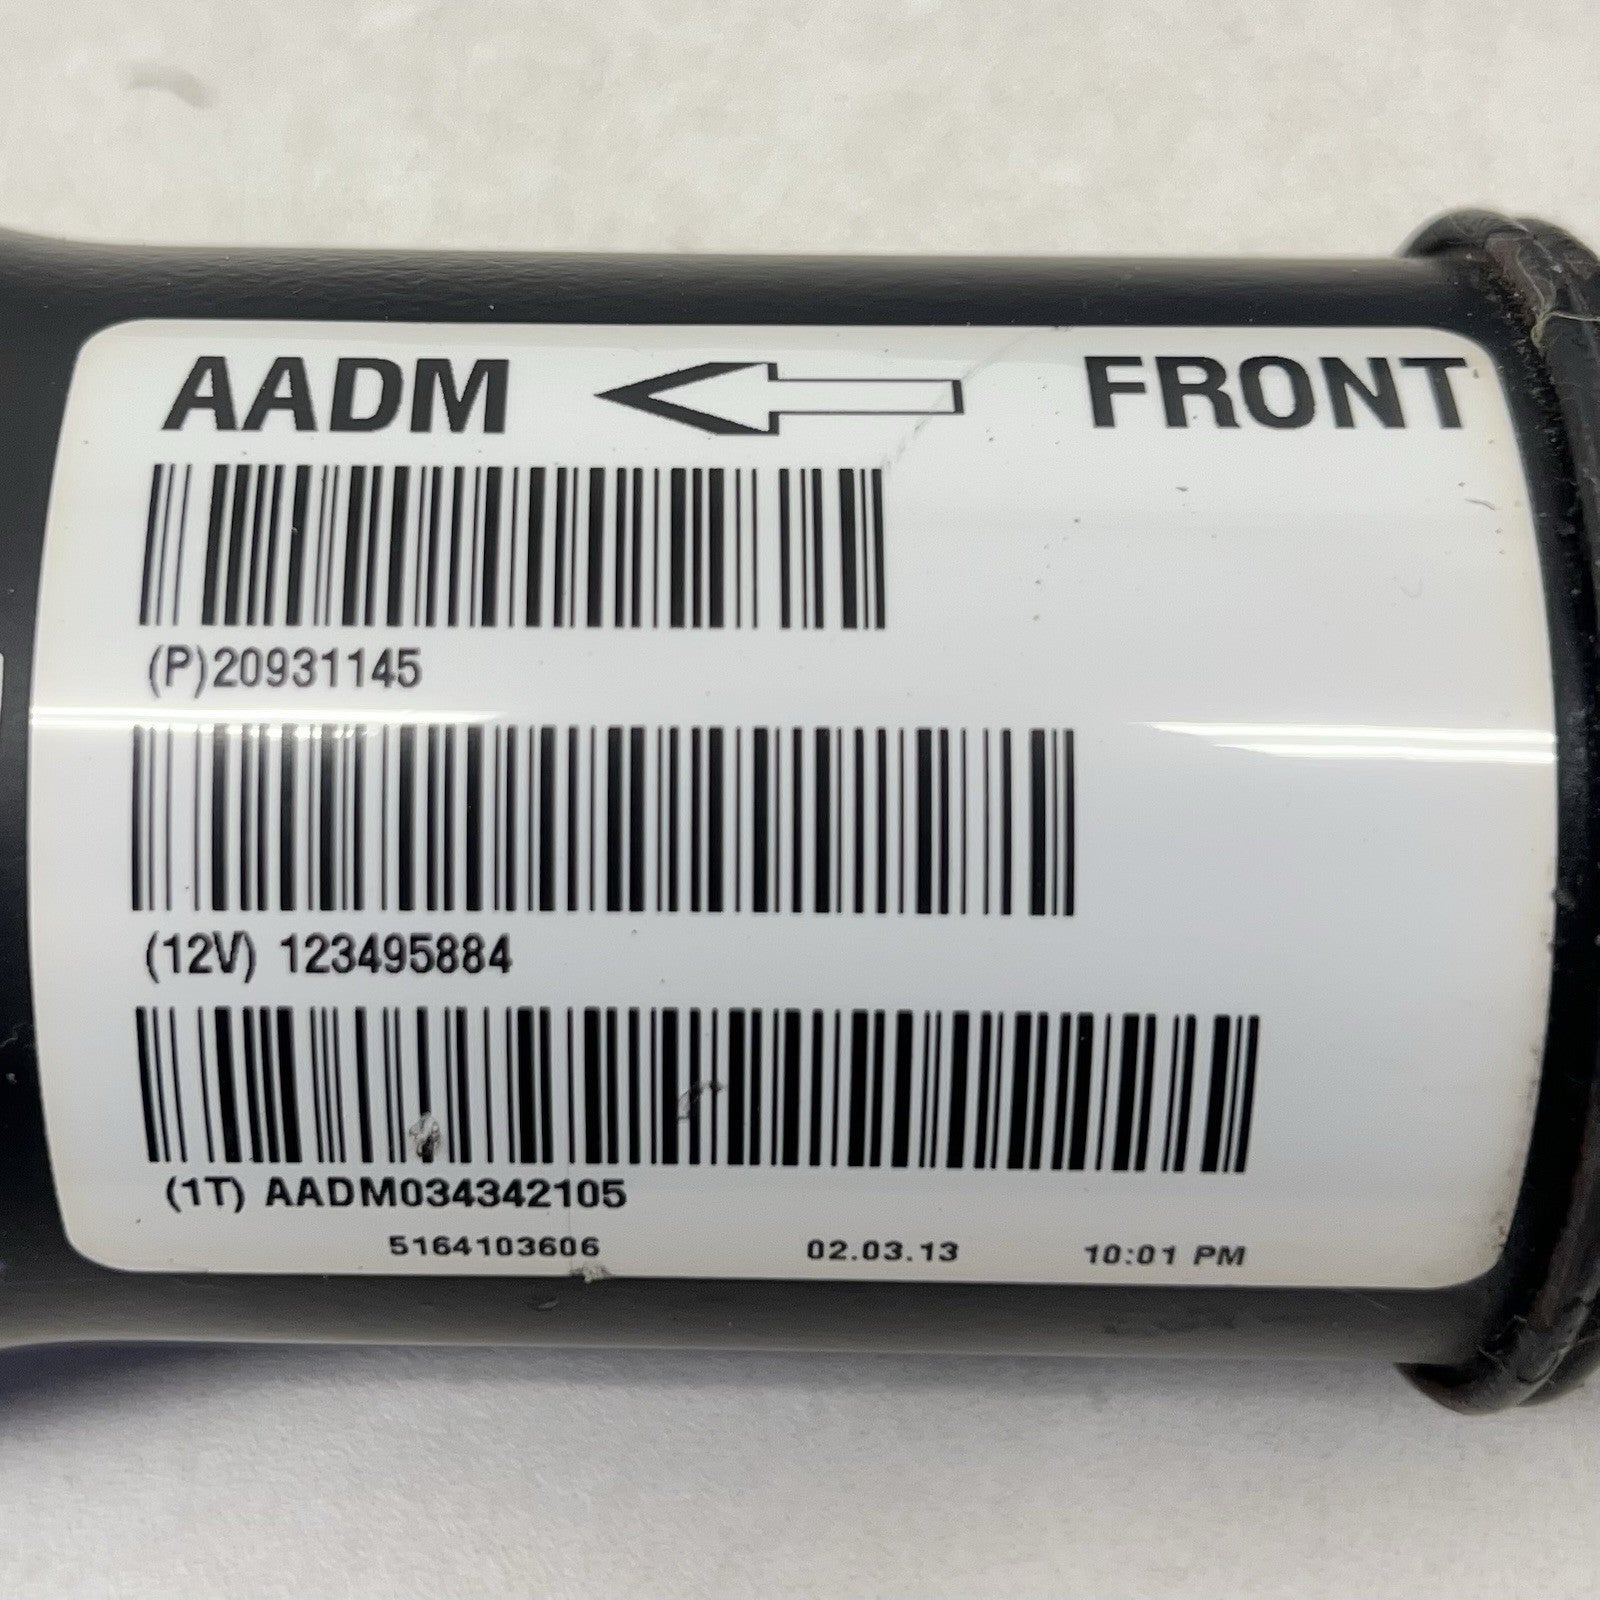 AADM FRONT
(P)20931145
(12V) 123495884
(1T) AADM034342105
5164103606 02.03.13 10:01 PM